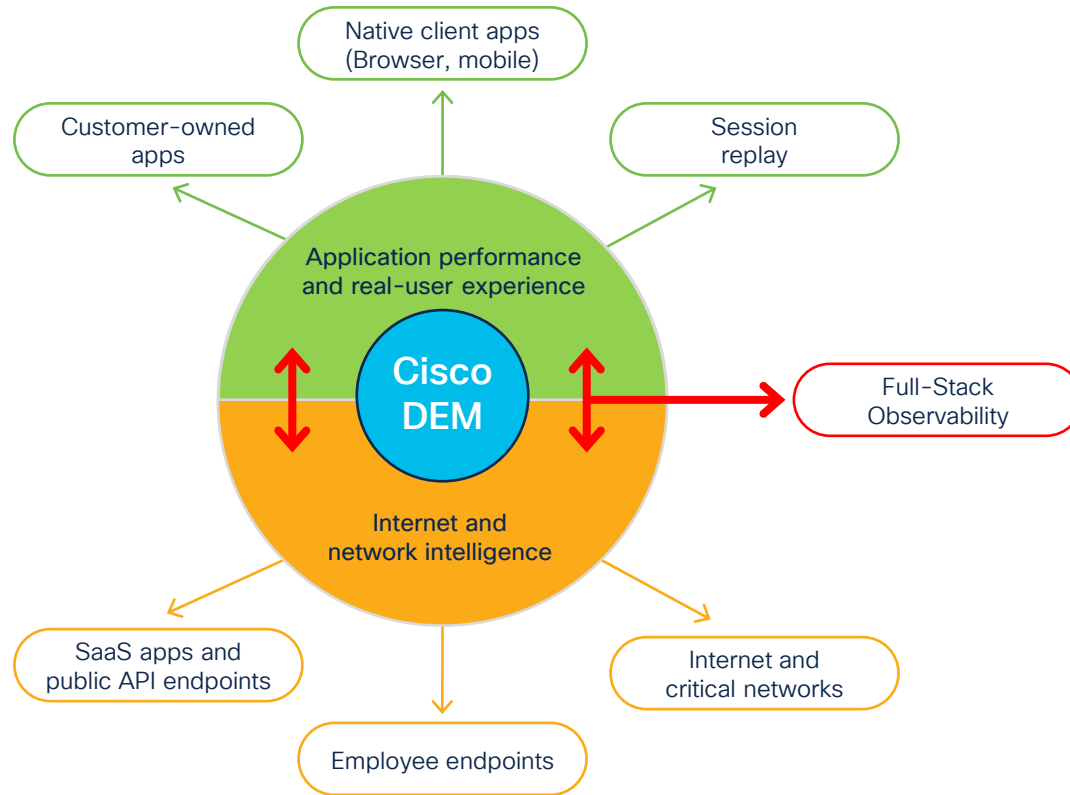 Native client apps
(Browser, mobile)
Customer-owned
apps
Session
replay
Application performance
and real-user experience
Cisco
DEM
Full-Stack
Observability
Internet and
network intelligence
SaaS apps and
public API endpoints
Internet and
critical networks
Employee endpoints